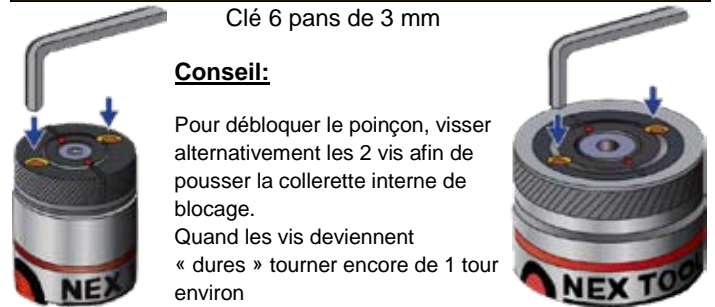 Clé 6 pans de 3 mm
Conseil:
Pour débloquer le poinçon, visser
alternativement les 2 vis afin de
pousser la collerette interne de
blocage.
Quand les vis deviennent
« dures » tourner encore de 1 tour
environ
NEX
NEX TOO